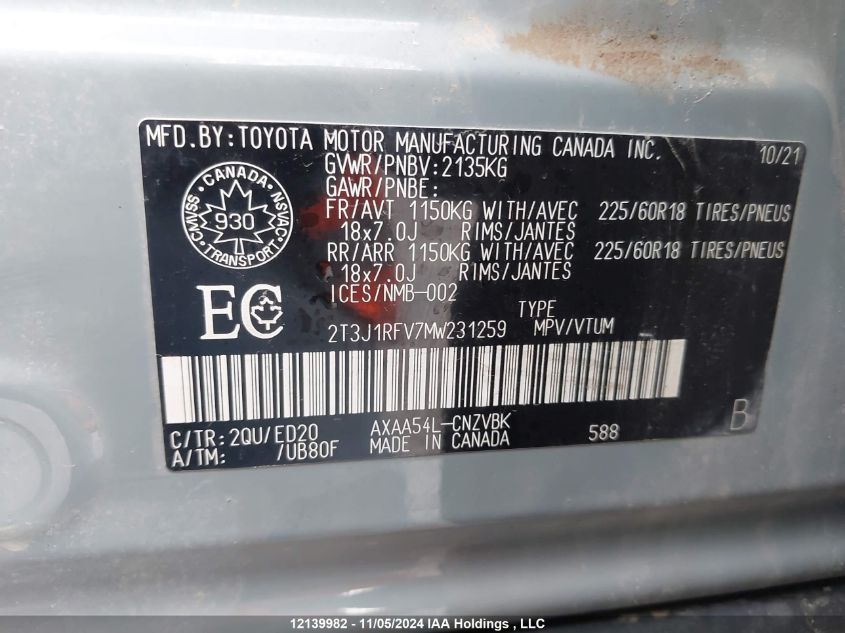 MFD.BY:TOYOTA MOTOR MANUFACTURING CANADA INC. 10/21
GVWR/PNBV:2135KG
GAWR/PNBE:
FR/AVT 1150KG WITH/AVEC 225/60R18 TIRES/PNEUS
18x7.0J RIMS/JANTES
RR/ARR 1150KG WITH/AVEC 225/60R18 TIRES/PNEUS
18x7.0J RIMS/JANTES
ICES/NMB-002
CANADA
CMVSS 930 NSVAC
TRANSPORT
EC
TYPE
2T3J1RFV7MW231259 MPV/VTUM
C/TR:2QU/ED20 AXAA54L-CNZVBK 588 B
A/TM: /UB80F MADE IN CANADA
12139982 - 11/05/2024 IAA Holdings , LLC